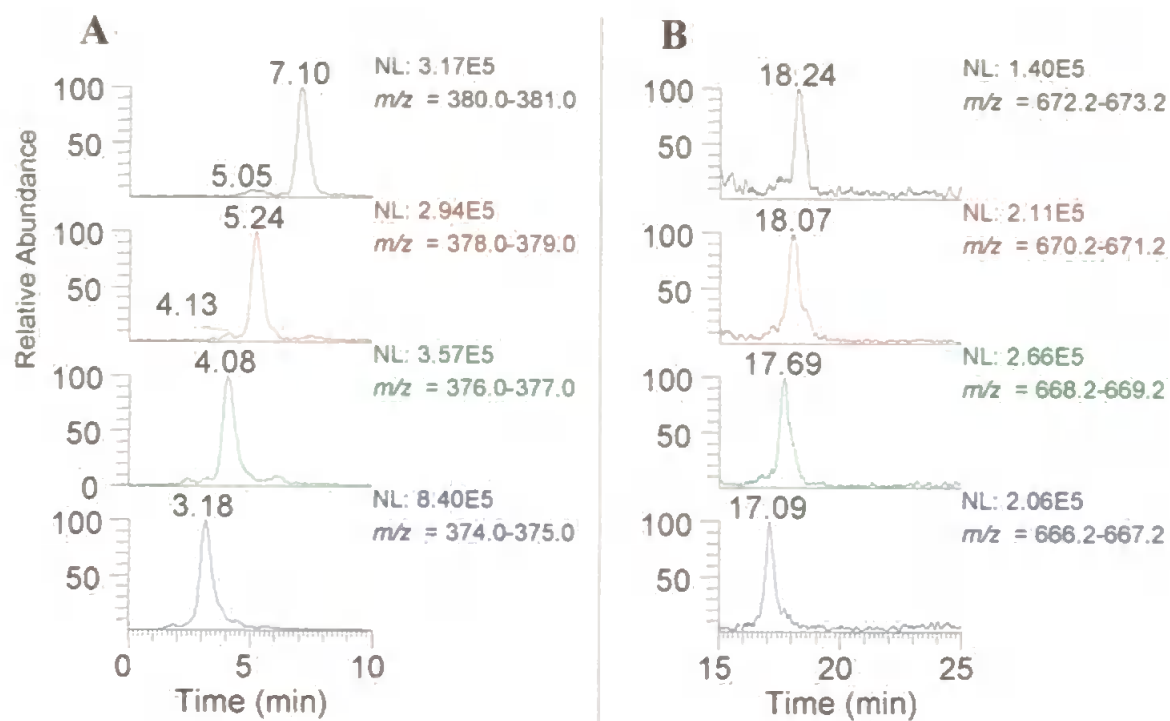 A
Relative Abundance
7.10
NL: 3.17E5
m/z = 380.0-381.0
100
50
5.05
NL: 2.94E5
m/z = 378.0-379.0
5.24
100
50
4.13
NL: 3.57E5
m/z = 376.0-377.0
4.08
100
50
0
NL: 8.40E5
m/z = 374.0-375.0
3.18
100
50
0 5 10
Time (min)
B
18.24
NL: 1.40E5
m/z = 672.2-673.2
100
50
NL: 2.11E5
m/z = 670.2-671.2
18.07
100
50
NL: 2.66E5
m/z = 668.2-669.2
17.69
100
50
NL: 2.06E5
m/z = 666.2-667.2
17.09
100
50
15 20 25
Time (min)